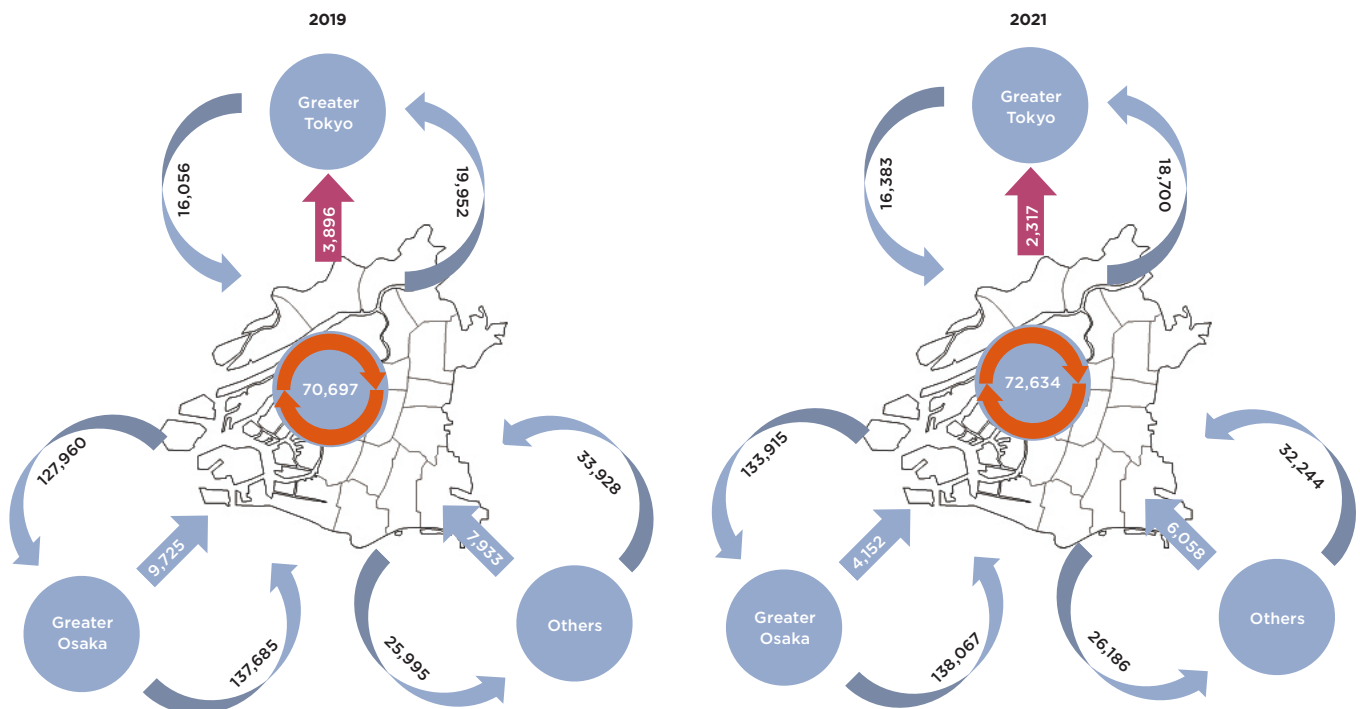 2019
Greater
Tokyo
16,056
19,952
3,896
70,697
127,960
33,928
9,725
7,933
Greater
Osaka
Others
137,685
25,995
2021
Greater
Tokyo
16,383
18,700
2,317
72,634
133,915
32,244
4,152
6,058
Greater
Osaka
Others
138,067
26,186